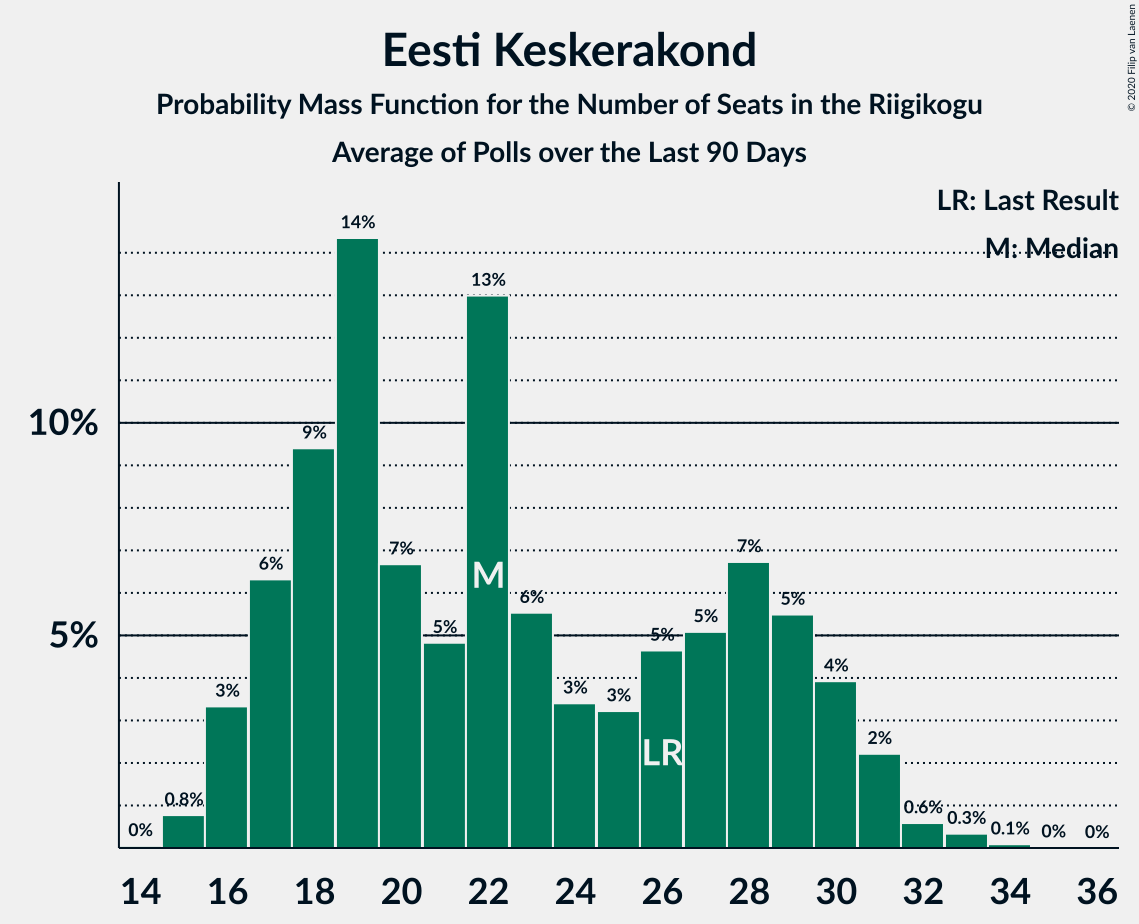 Eesti Keskerakond
Probability Mass Function for the Number of Seats in the Riigikogu
Average of Polls over the Last 90 Days
© 2020 Filip van Laenen
LR: Last Result
M: Median
14%
13%
10%
9%
7%
7%
6%
6%
5%
5%
5%
5%
5%
M
4%
3%
3%
3%
2%
LR
0.8%
0.6%
0.3%
0.1%
0%
0%
0%
14 16 18 20 22 24 26 28 30 32 34 36